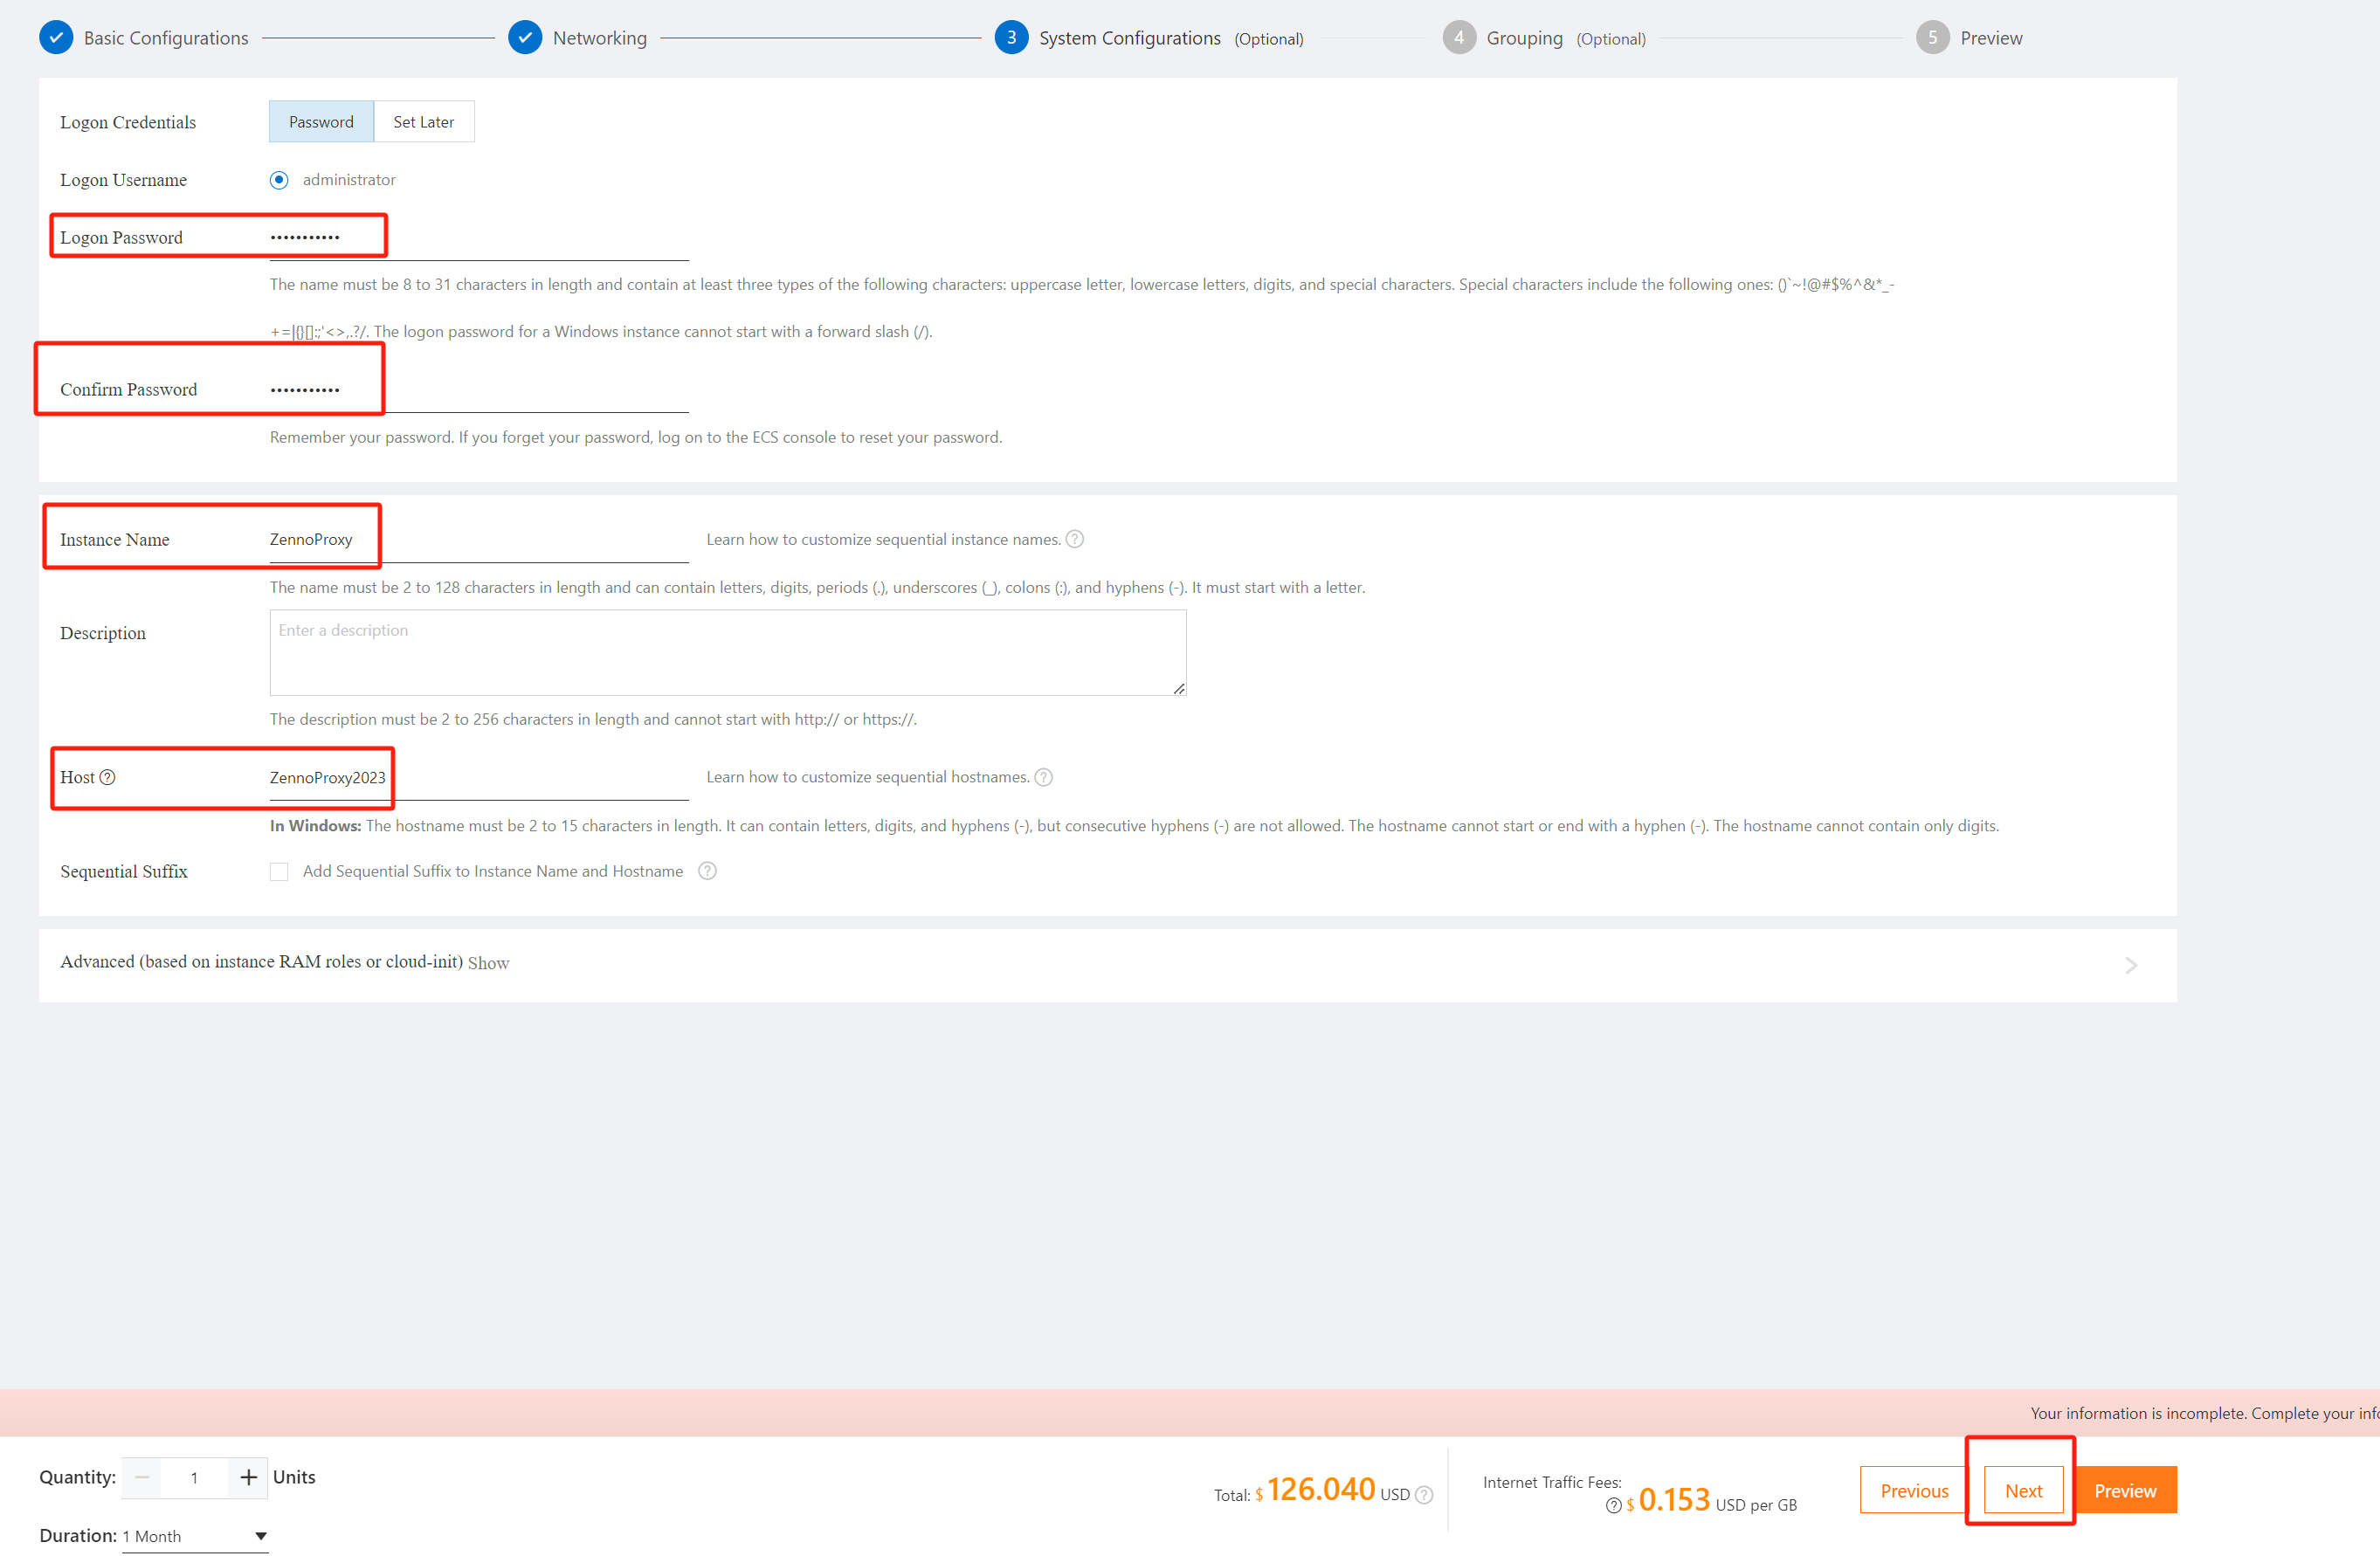 Basic Configurations
Networking
3 System Configurations (Optional)
4 Grouping (Optional)
5 Preview
Logon Credentials Password Set Later
Logon Username administrator
Logon Password •••••••••••
The name must be 8 to 31 characters in length and contain at least three types of the following characters: uppercase letter, lowercase letters, digits, and special characters. Special characters include the following ones: ()`~!@#$%^&*_-
+=|{}[]:;'<>,.?/. The logon password for a Windows instance cannot start with a forward slash (/).
Confirm Password •••••••••••
Remember your password. If you forget your password, log on to the ECS console to reset your password.
Instance Name ZennoProxy Learn how to customize sequential instance names. ?
The name must be 2 to 128 characters in length and can contain letters, digits, periods (.), underscores (_), colons (:), and hyphens (-). It must start with a letter.
Description Enter a description
The description must be 2 to 256 characters in length and cannot start with http:// or https://.
Host ? ZennoProxy2023 Learn how to customize sequential hostnames. ?
In Windows: The hostname must be 2 to 15 characters in length. It can contain letters, digits, and hyphens (-), but consecutive hyphens (-) are not allowed. The hostname cannot start or end with a hyphen (-). The hostname cannot contain only digits.
Sequential Suffix Add Sequential Suffix to Instance Name and Hostname ?
Advanced (based on instance RAM roles or cloud-init) Show
Your information is incomplete. Complete your info
Quantity: − 1 + Units
Total: $ 126.040 USD ?
Internet Traffic Fees:
? $ 0.153 USD per GB
Previous Next Preview
Duration: 1 Month